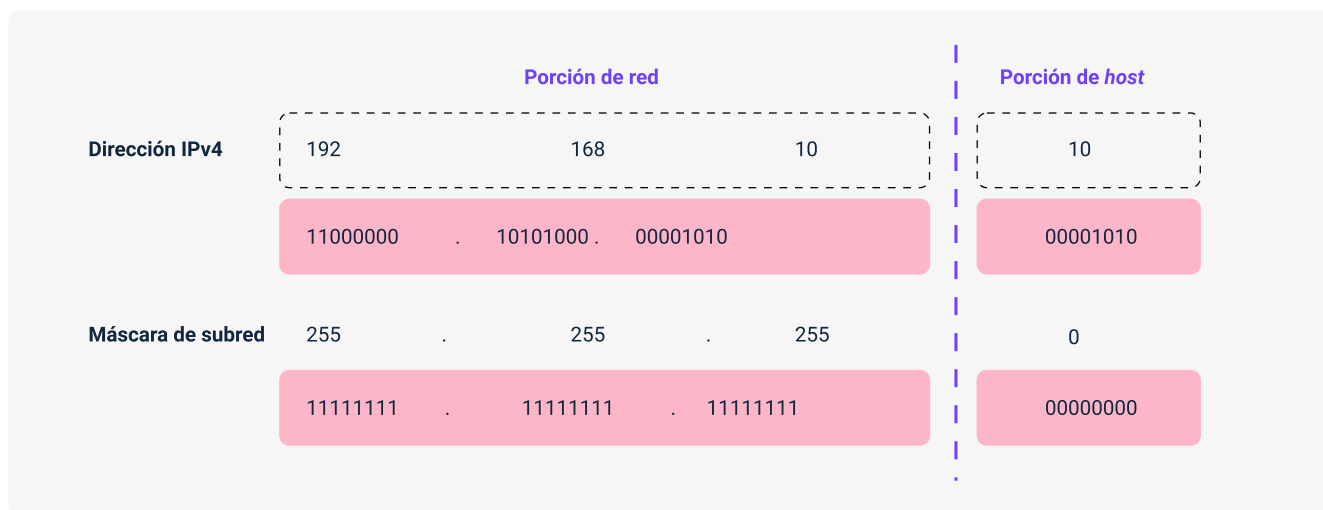 Porción de red Porción de host
Dirección IPv4 192 168 10 10
11000000 . 10101000 . 00001010 00001010
Máscara de subred 255 . 255 . 255 0
11111111 . 11111111 . 11111111 00000000